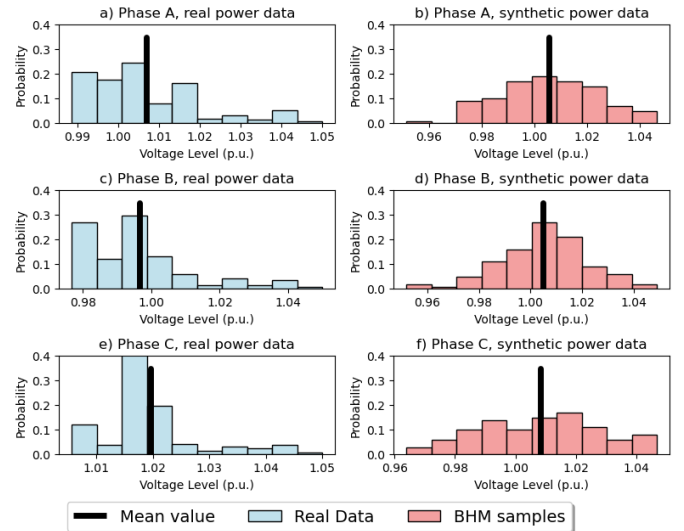 a) Phase A, real power data
Probability
0.4
0.3
0.2
0.1
0.0
0.99 1.00 1.01 1.02 1.03 1.04 1.05
Voltage Level (p.u.)
b) Phase A, synthetic power data
Probability
0.4
0.3
0.2
0.1
0.0
0.96 0.98 1.00 1.02 1.04
Voltage Level (p.u.)
c) Phase B, real power data
Probability
0.4
0.3
0.2
0.1
0.0
0.98 1.00 1.02 1.04
Voltage Level (p.u.)
d) Phase B, synthetic power data
Probability
0.4
0.3
0.2
0.1
0.0
0.96 0.98 1.00 1.02 1.04
Voltage Level (p.u.)
e) Phase C, real power data
Probability
0.4
0.3
0.2
0.1
0.0
1.01 1.02 1.03 1.04 1.05
Voltage Level (p.u.)
f) Phase C, synthetic power data
Probability
0.4
0.3
0.2
0.1
0.0
0.96 0.98 1.00 1.02 1.04
Voltage Level (p.u.)
Mean value Real Data BHM samples